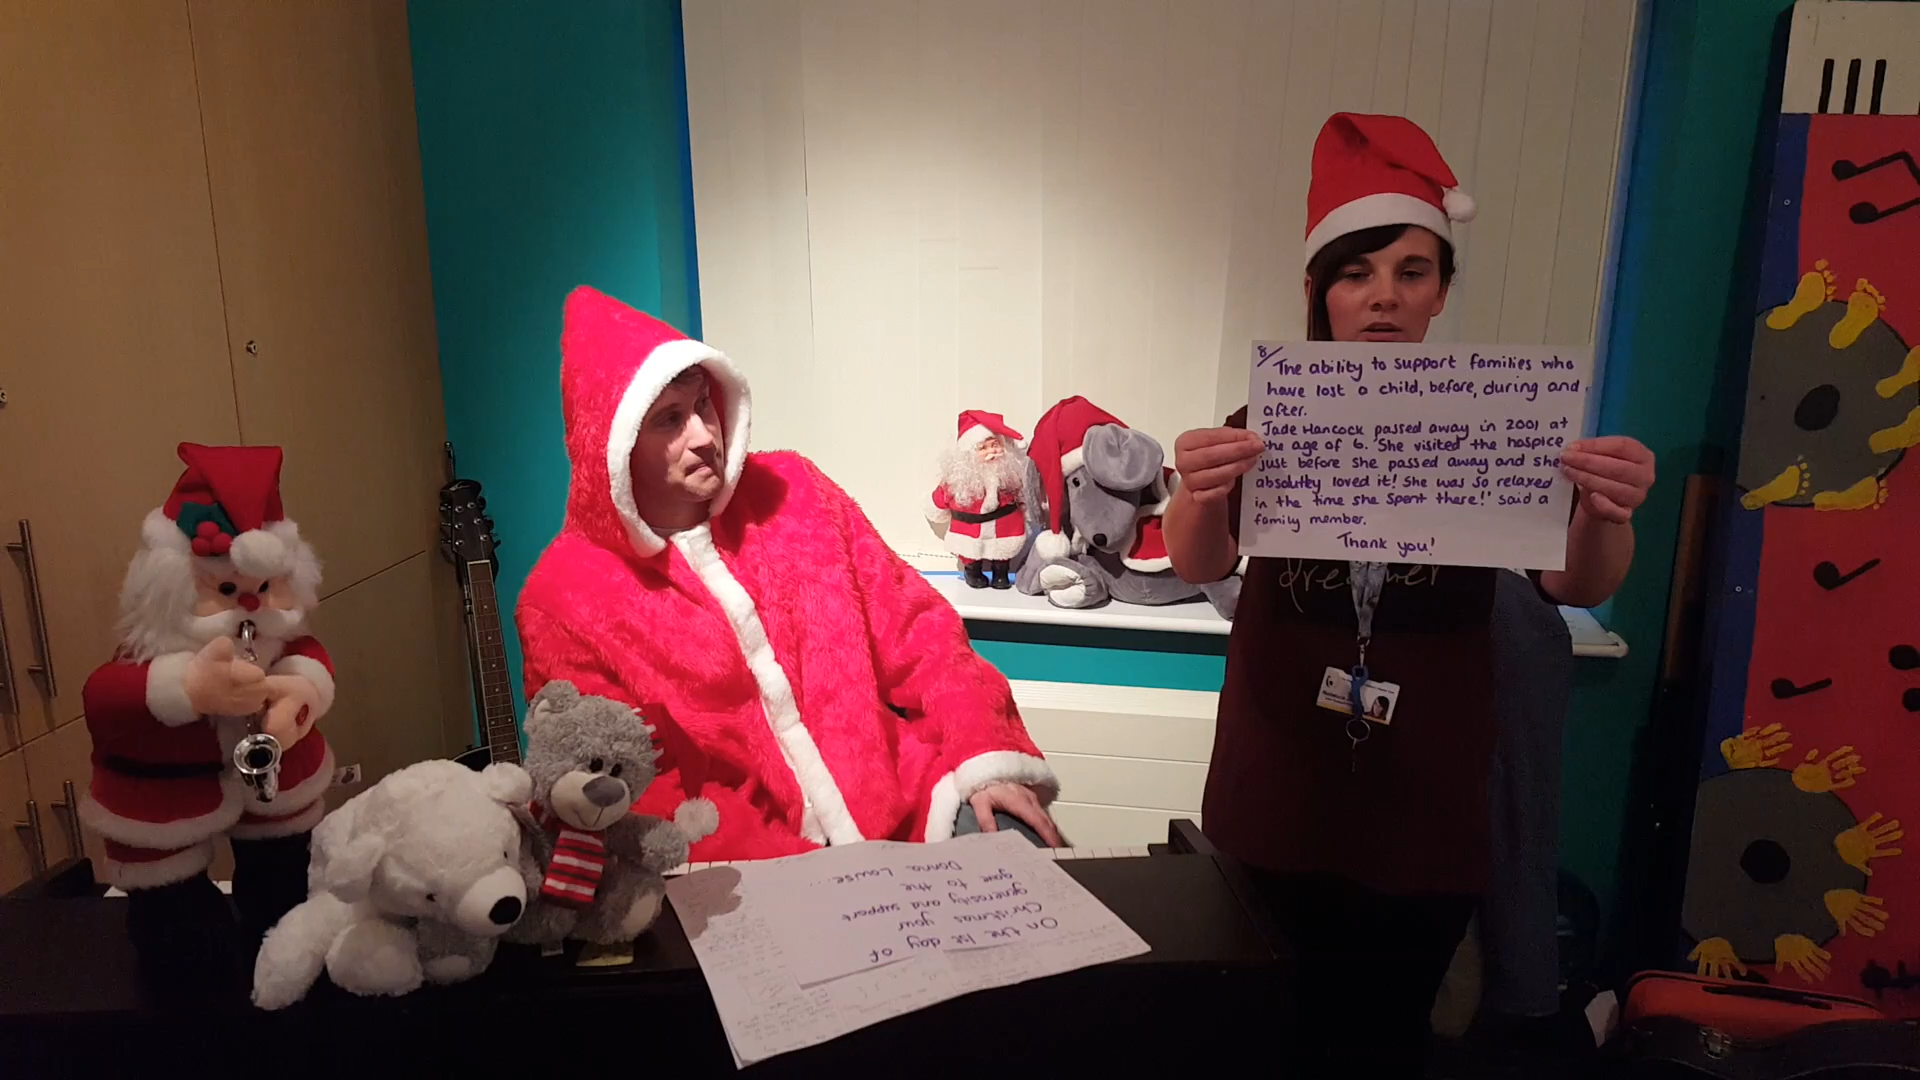 8/ The ability to support families who
have lost a child, before, during and
after.
Jade Hancock passed away in 2001 at
the age of 6. 'She visited the hospice
just before she passed away and she
absolutley loved it! She was so relaxed
in the time she spent there!' said a
family member.
Thank you!
dreamer
On the 1st day of
Christmas your
generosity and support
gave to the
Donna Louise...